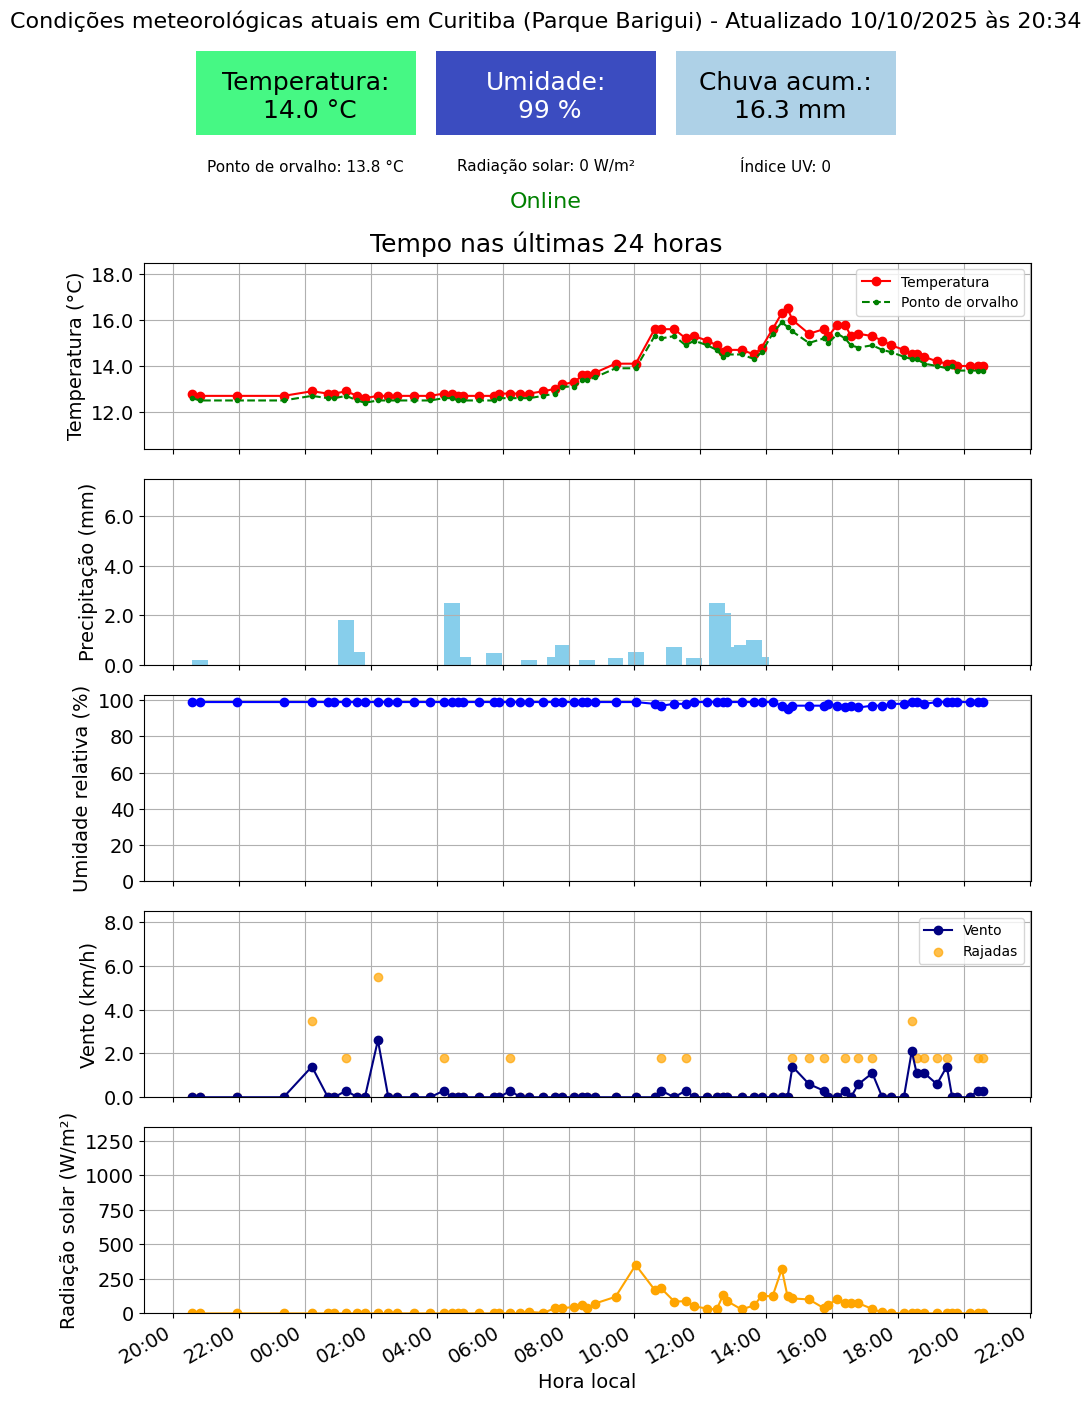 Condições meteorológicas atuais em Curitiba (Parque Barigui) - Atualizado 10/10/2025 às 20:34
Temperatura:
14.0 °C
Umidade:
99 %
Chuva acum.:
16.3 mm
Ponto de orvalho: 13.8 °C
Radiação solar: 0 W/m²
Índice UV: 0
Online
Tempo nas últimas 24 horas
Temperatura (°C)
18.0
16.0
14.0
12.0
Temperatura
Ponto de orvalho
Precipitação (mm)
6.0
4.0
2.0
0.0
Umidade relativa (%)
100
80
60
40
20
0
Vento (km/h)
8.0
6.0
4.0
2.0
0.0
Vento
Rajadas
Radiação solar (W/m²)
1250
1000
750
500
250
0
20:00
22:00
00:00
02:00
04:00
06:00
08:00
10:00
12:00
14:00
16:00
18:00
20:00
22:00
Hora local